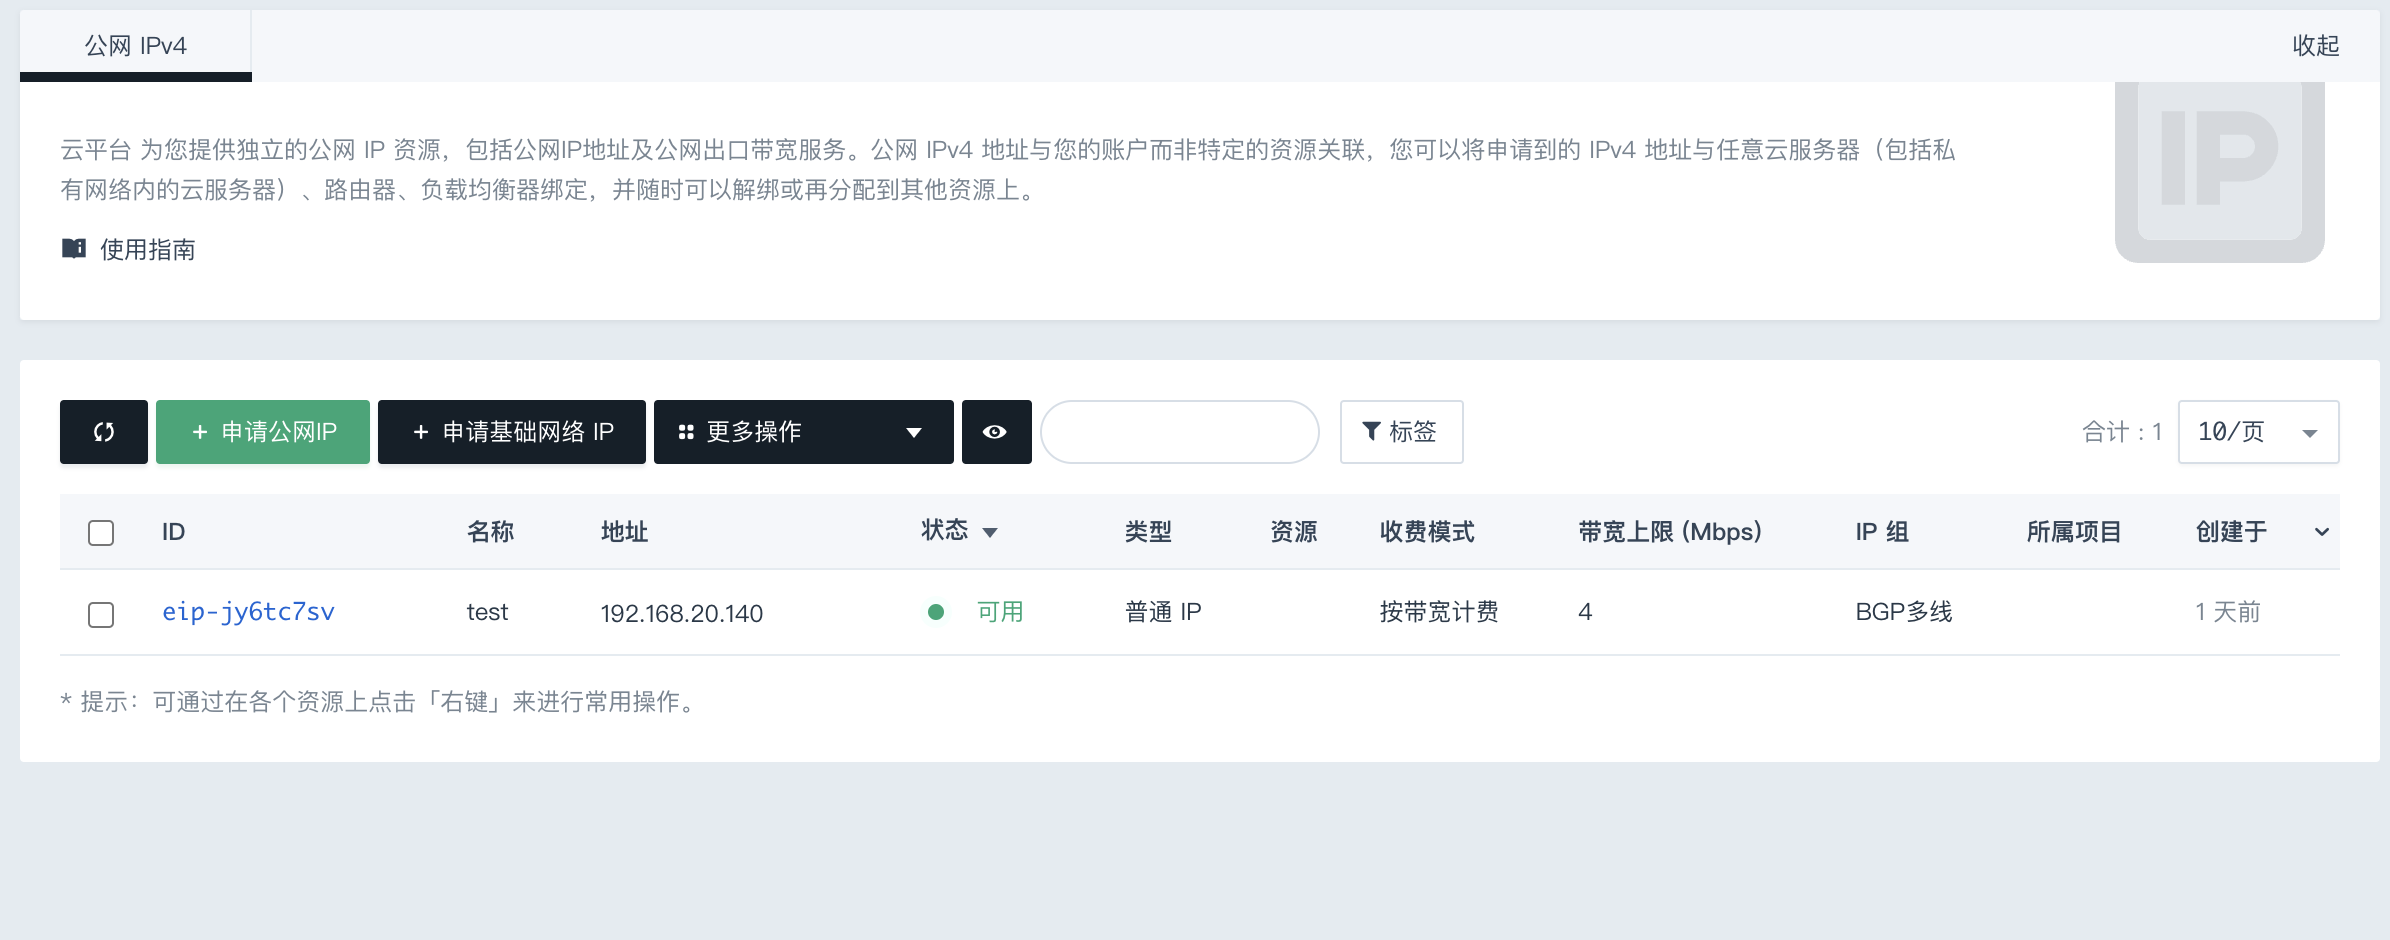 公网 IPv4
收起
云平台 为您提供独立的公网 IP 资源，包括公网IP地址及公网出口带宽服务。公网 IPv4 地址与您的账户而非特定的资源关联，您可以将申请到的 IPv4 地址与任意云服务器（包括私
有网络内的云服务器）、路由器、负载均衡器绑定，并随时可以解绑或再分配到其他资源上。
IP
使用指南
+ 申请公网IP
+ 申请基础网络 IP
更多操作
标签
合计 : 1
10/页
ID 名称 地址 状态 类型 资源 收费模式 带宽上限 (Mbps) IP 组 所属项目 创建于
eip-jy6tc7sv test 192.168.20.140 可用 普通 IP 按带宽计费 4 BGP多线 1 天前
* 提示：可通过在各个资源上点击「右键」来进行常用操作。